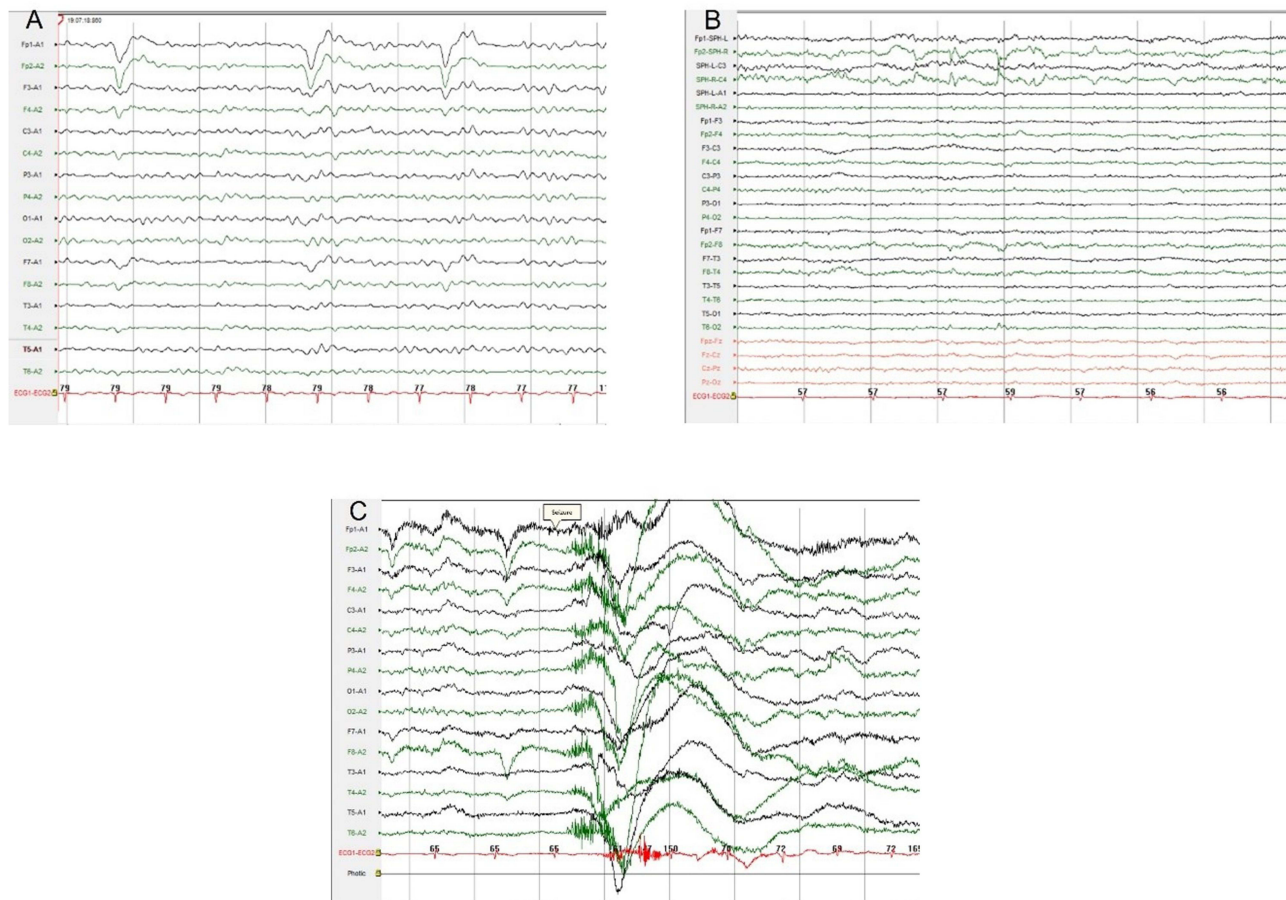 A
19.07.18.860
Fp1-A1
Fp2-A2
F3-A1
F4-A2
C3-A1
C4-A2
P3-A1
P4-A2
O1-A1
O2-A2
F7-A1
F8-A2
T3-A1
T4-A2
T5-A1
T6-A2
79 79 79 79 78 79 78 77 78 77 77
ECG1-ECG2
B
Fp1-SPH-L
Fp2-SPH-R
SPH-L-C3
SPH-R-C4
SPH-L-A1
SPH-R-A2
Fp1-F3
Fp2-F4
F3-C3
F4-C4
C3-P3
C4-P4
P3-O1
P4-O2
Fp1-F7
Fp2-F8
F7-T3
F8-T4
T3-T5
T4-T6
T5-O1
T6-O2
Fpz-Fz
Fz-Cz
Cz-Pz
Pz-Oz
57 57 57 59 57 56 56
ECG1-ECG2
C
Seizure
Fp1-A1
Fp2-A2
F3-A1
F4-A2
C3-A1
C4-A2
P3-A1
P4-A2
O1-A1
O2-A2
F7-A1
F8-A2
T3-A1
T4-A2
T5-A1
T6-A2
65 65 65 150 76 72 69 72
ECG1-ECG2
Photic